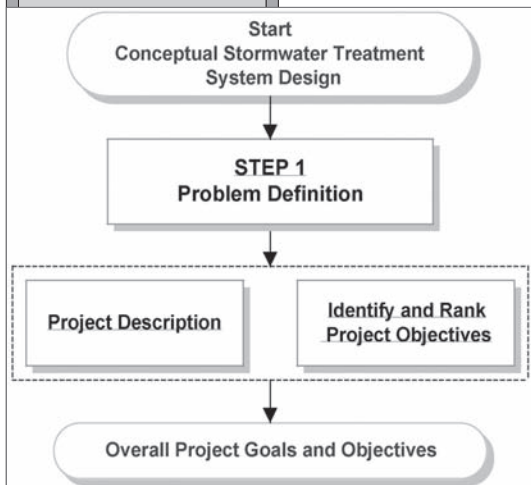 Start
Conceptual Stormwater Treatment
System Design
STEP 1
Problem Definition
Project Description
Identify and Rank
Project Objectives
Overall Project Goals and Objectives